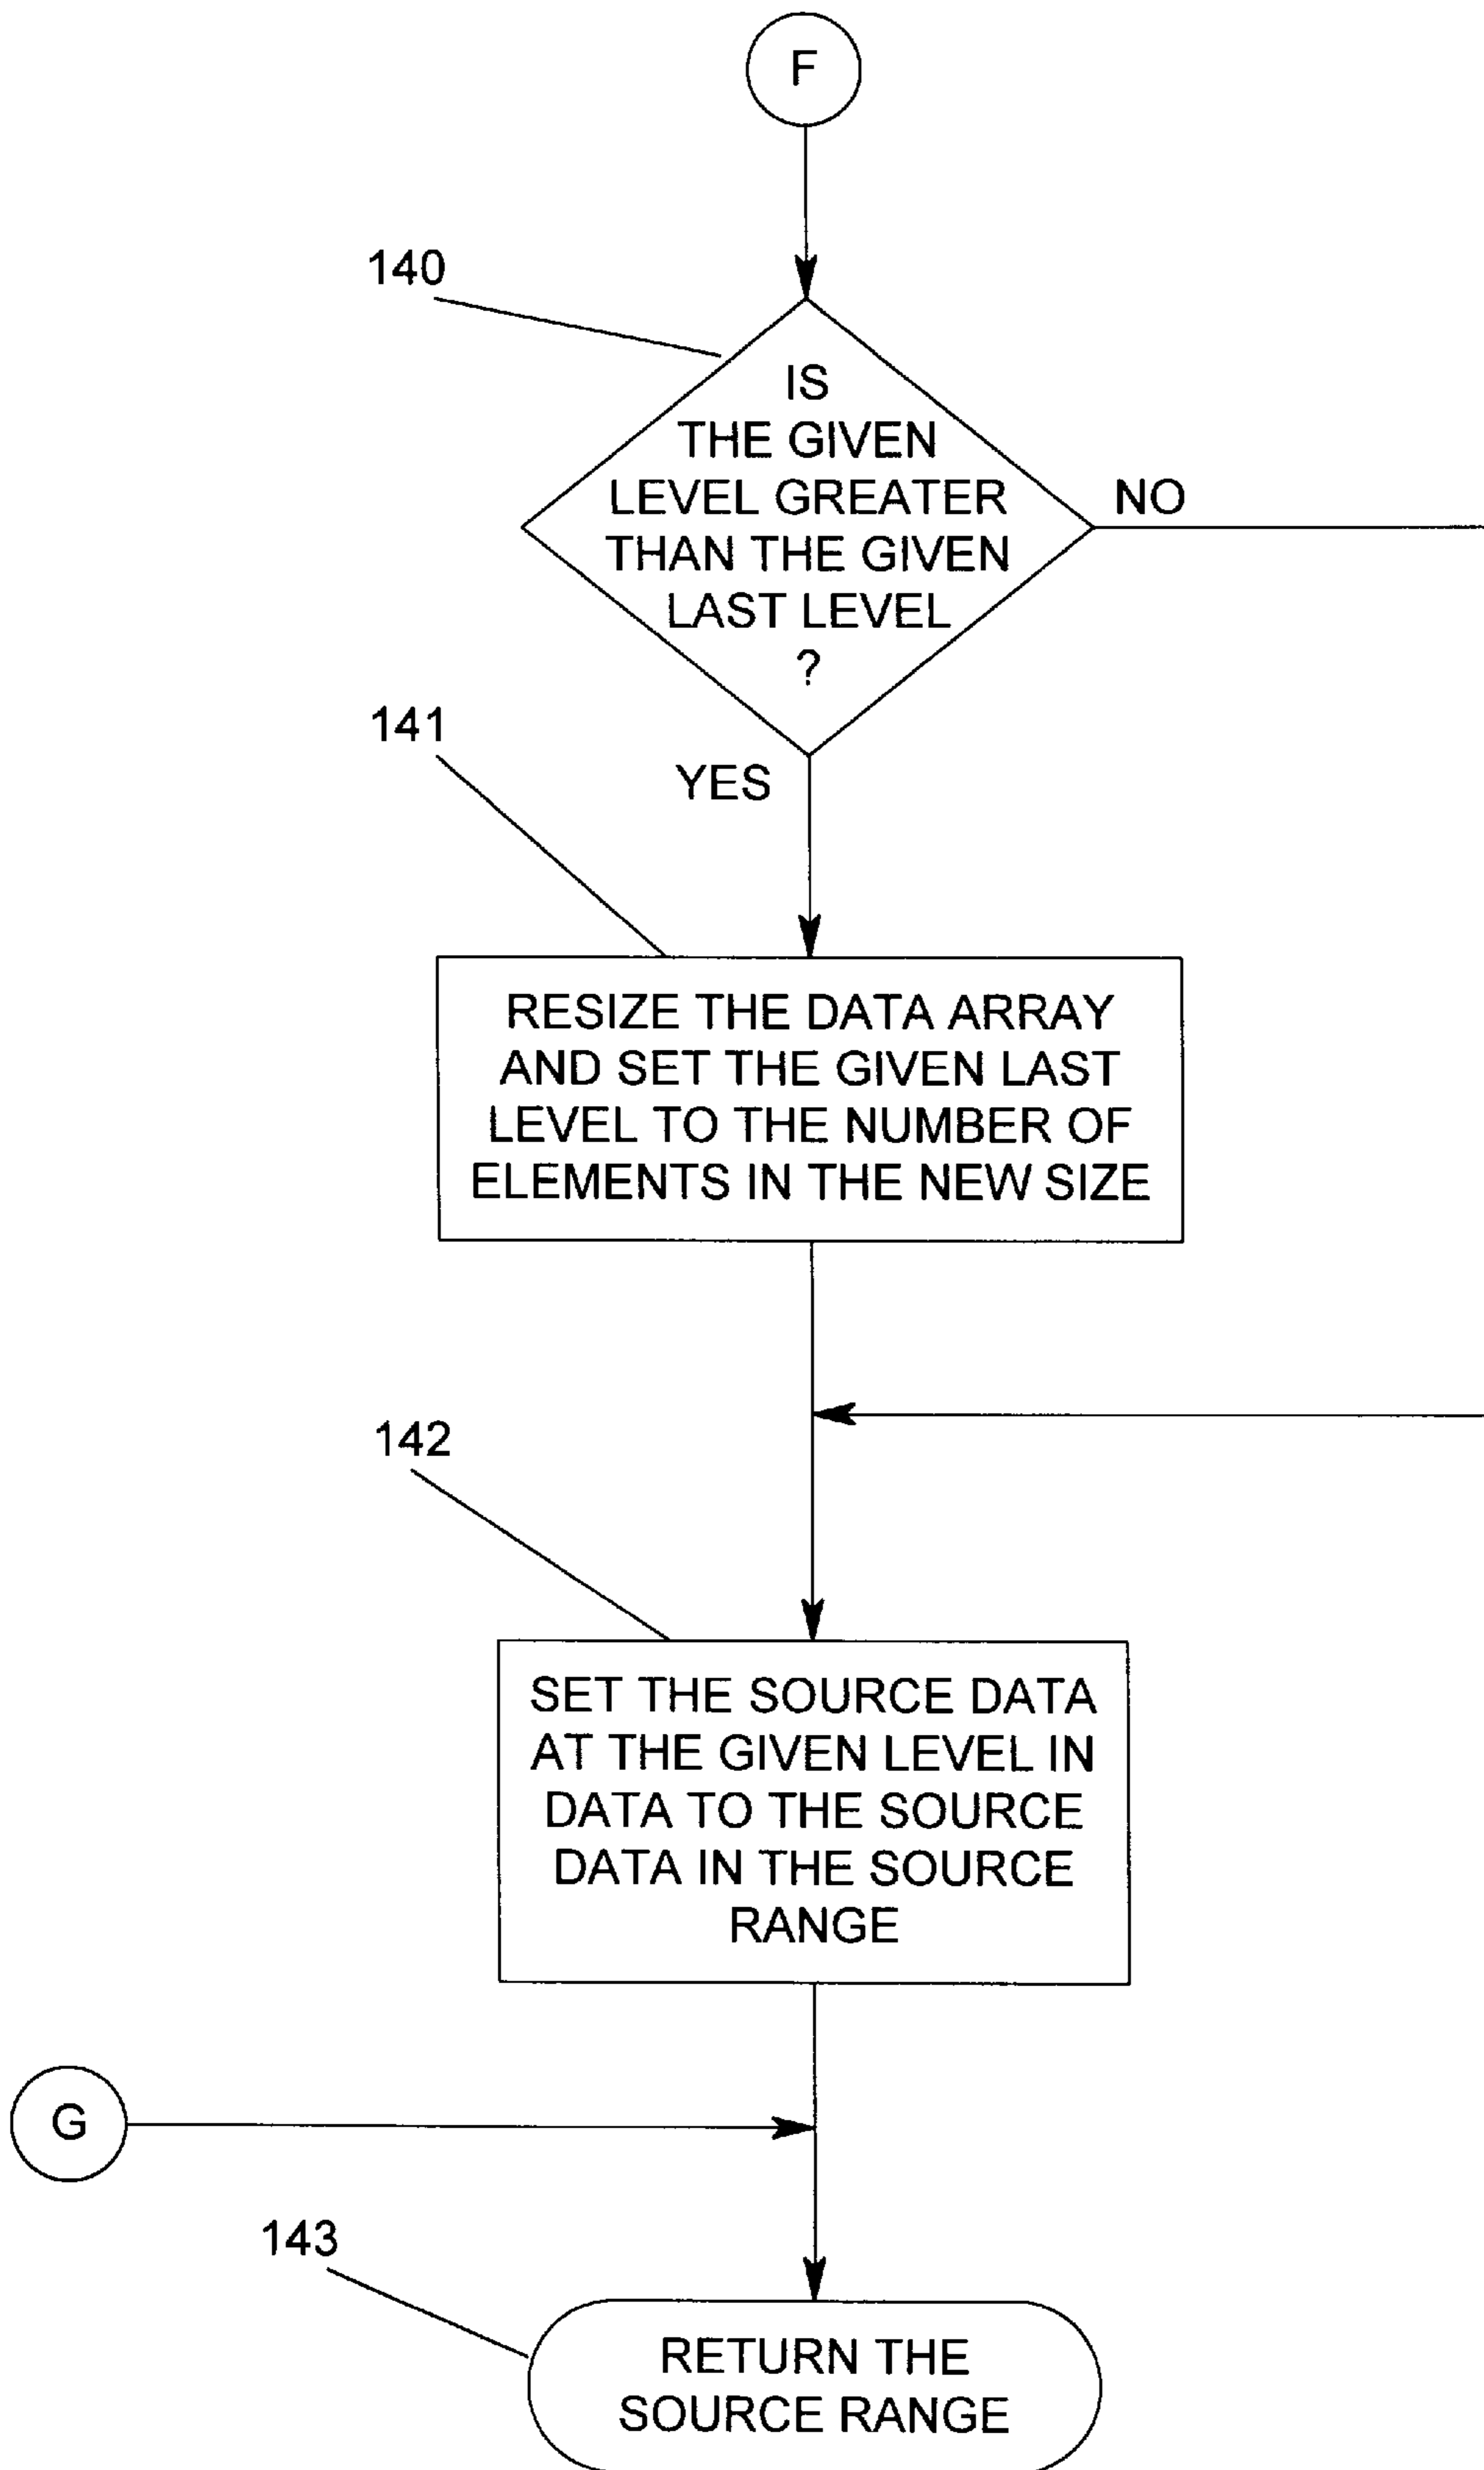 F
140
IS
THE GIVEN
LEVEL GREATER
THAN THE GIVEN
LAST LEVEL
?
NO
141
YES
RESIZE THE DATA ARRAY
AND SET THE GIVEN LAST
LEVEL TO THE NUMBER OF
ELEMENTS IN THE NEW SIZE
142
SET THE SOURCE DATA
AT THE GIVEN LEVEL IN
DATA TO THE SOURCE
DATA IN THE SOURCE
RANGE
G
143
RETURN THE
SOURCE RANGE